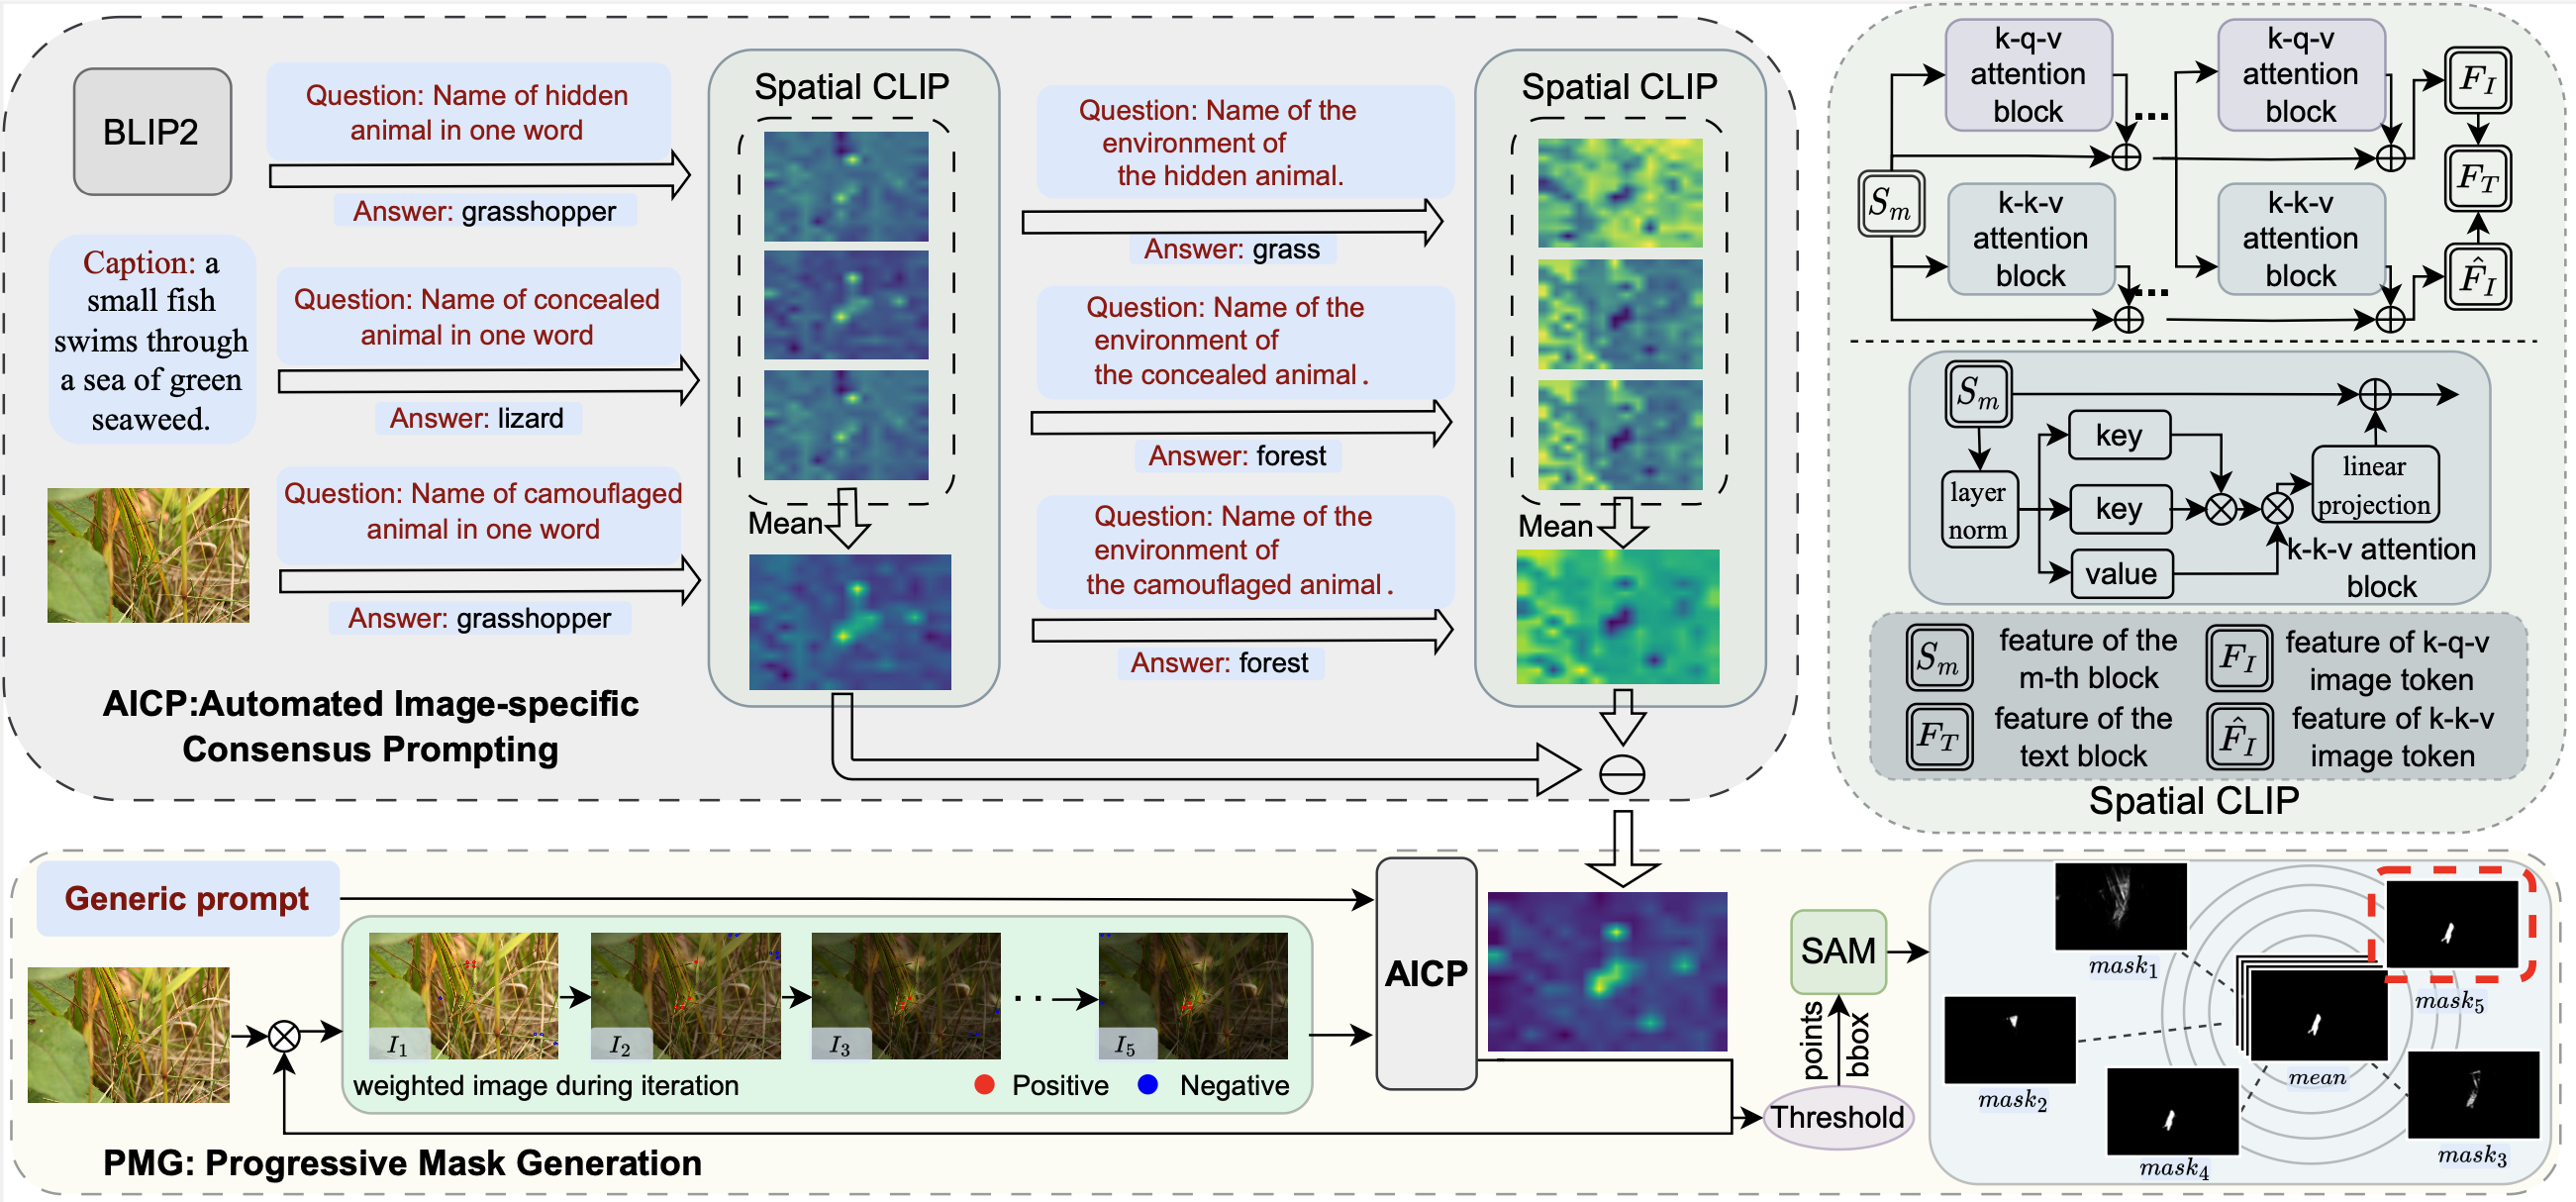 BLIP2
Caption: a
small fish
swims through
a sea of green
seaweed.
Question: Name of hidden
animal in one word
Answer: grasshopper
Question: Name of concealed
animal in one word
Answer: lizard
Question: Name of camouflaged
animal in one word
Answer: grasshopper
Spatial CLIP
Mean
Question: Name of the
environment of
the hidden animal.
Answer: grass
Question: Name of the
environment of
the concealed animal.
Answer: forest
Question: Name of the
environment of
the camouflaged animal.
Answer: forest
Spatial CLIP
Mean
AICP:Automated Image-specific
Consensus Prompting
k-q-v
attention
block
...
k-q-v
attention
block
F_I
S_m
F_T
k-k-v
attention
block
...
k-k-v
attention
block
F̂_I
S_m
layer
norm
key
key
value
linear
projection
k-k-v attention
block
S_m feature of the
m-th block
F_I feature of k-q-v
image token
F_T feature of the
text block
F̂_I feature of k-k-v
image token
Spatial CLIP
Generic prompt
I_1
I_2
I_3
. .
I_5
weighted image during iteration
Positive
Negative
AICP
SAM
points
bbox
Threshold
mask_1
mask_2
mask_3
mask_4
mask_5
mean
PMG: Progressive Mask Generation